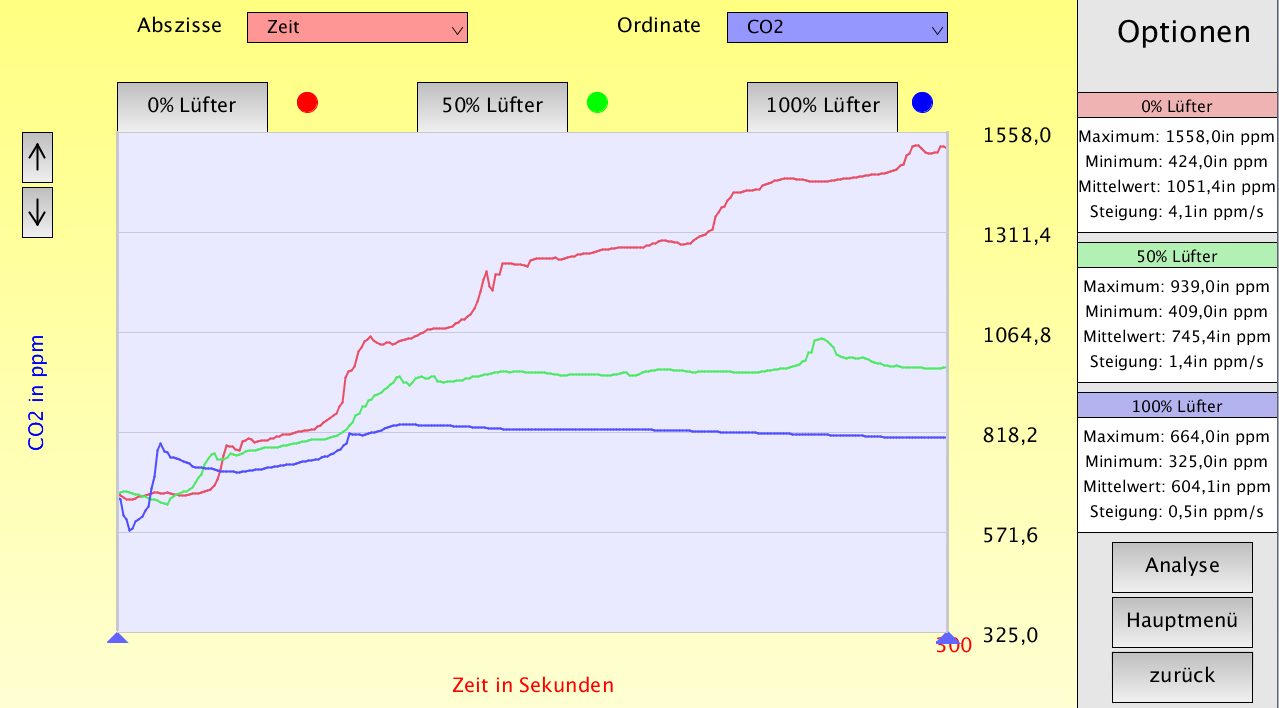 Abszisse
Zeit
Ordinate
CO2
Optionen
0% Lüfter
50% Lüfter
100% Lüfter
0% Lüfter
Maximum: 1558,0in ppm
Minimum: 424,0in ppm
Mittelwert: 1051,4in ppm
Steigung: 4,1in ppm/s
50% Lüfter
Maximum: 939,0in ppm
Minimum: 409,0in ppm
Mittelwert: 745,4in ppm
Steigung: 1,4in ppm/s
100% Lüfter
Maximum: 664,0in ppm
Minimum: 325,0in ppm
Mittelwert: 604,1in ppm
Steigung: 0,5in ppm/s
1558,0
1311,4
1064,8
818,2
571,6
325,0
CO2 in ppm
300
Zeit in Sekunden
Analyse
Hauptmenü
zurück